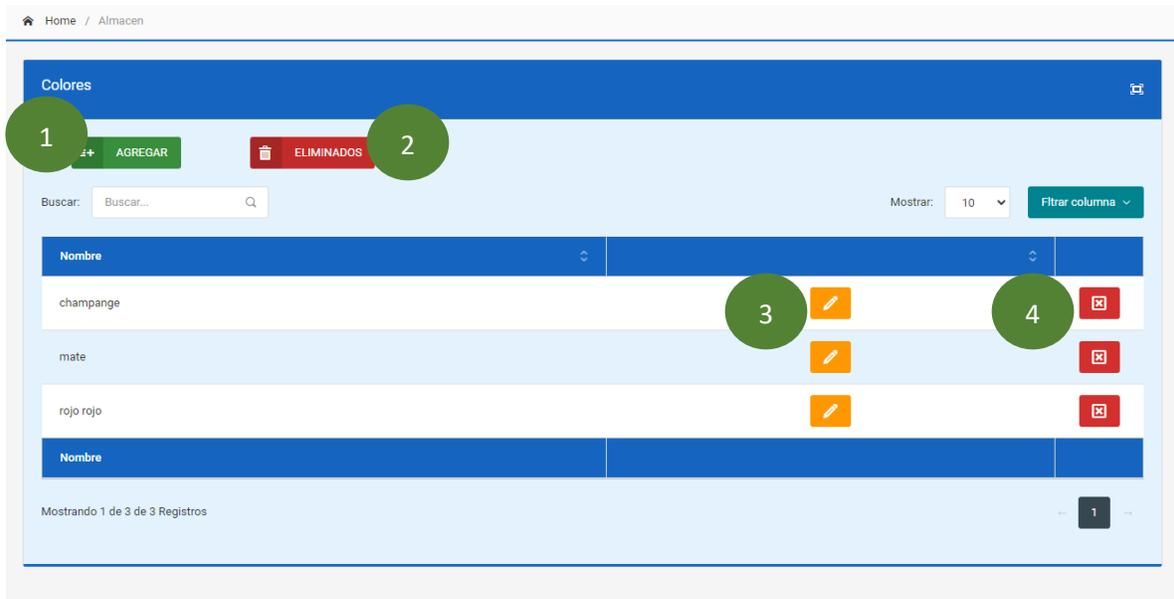 Home / Almacen
Colores
1
AGREGAR
ELIMINADOS
2
Buscar: Buscar...
Mostrar: 10 Fltrar columna
Nombre
champange
3
4
mate
rojo rojo
Nombre
Mostrando 1 de 3 de 3 Registros
← 1 →